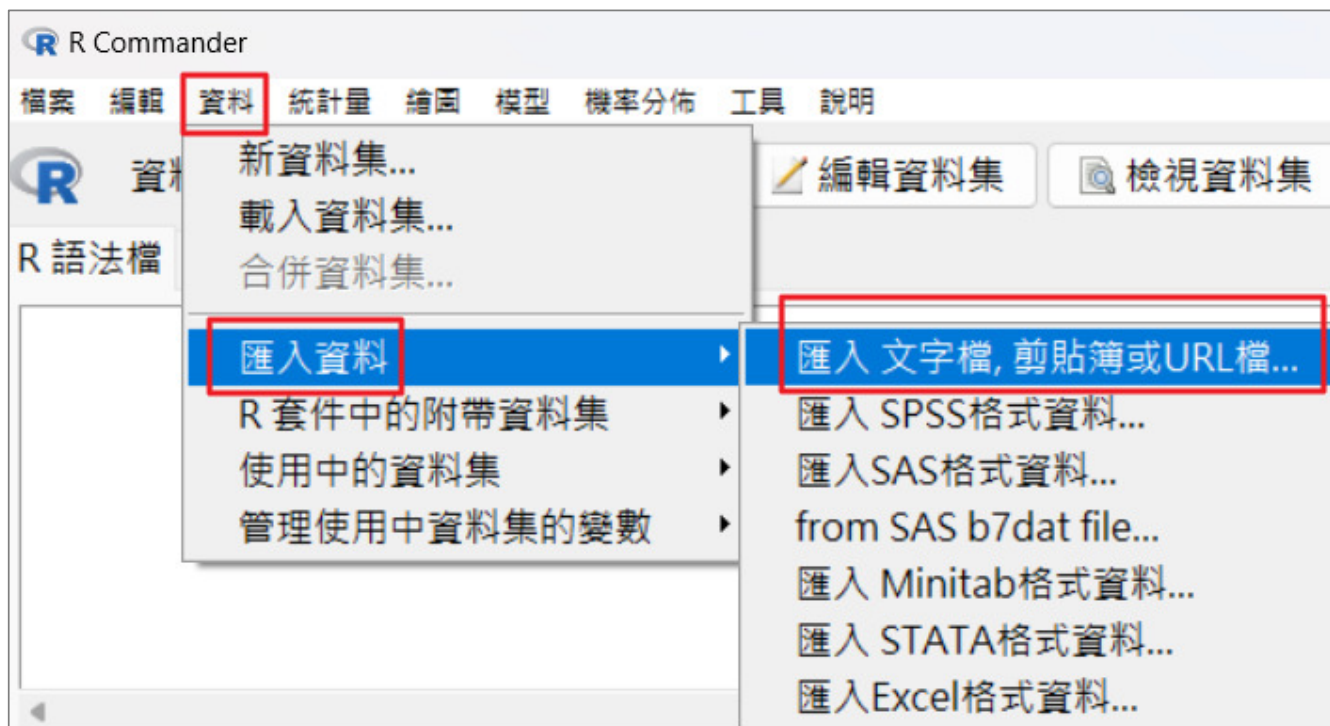 R Commander
檔案 編輯 資料 統計量 繪圖 模型 機率分佈 工具 說明
資料 編輯資料集 檢視資料集
新資料集...
載入資料集...
R 語法檔
合併資料集...
匯入資料
匯入 文字檔, 剪貼簿或URL檔...
R 套件中的附帶資料集
匯入 SPSS格式資料...
使用中的資料集
匯入SAS格式資料...
管理使用中資料集的變數
from SAS b7dat file...
匯入 Minitab格式資料...
匯入 STATA格式資料...
匯入Excel格式資料...